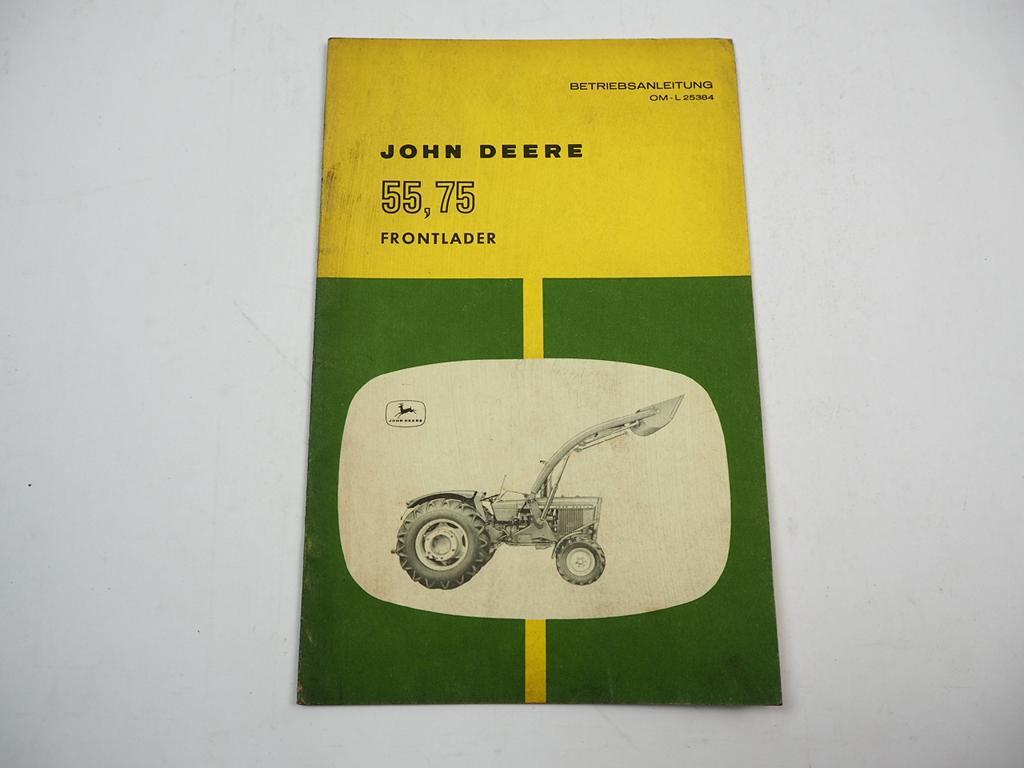 BETRIEBSANLEITUNG
OM-L 25384
JOHN DEERE
55, 75
FRONTLADER
JOHN DEERE